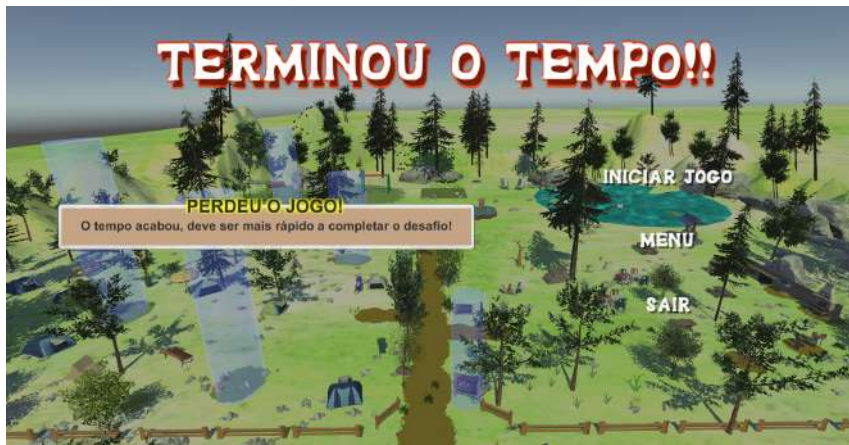 TERMINOU O TEMPO!!
PERDEU O JOGO!
O tempo acabou, deve ser mais rápido a completar o desafio!
INICIAR JOGO
MENU
SAIR